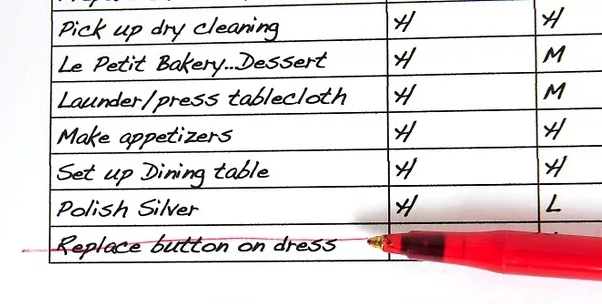 Pick up dry cleaning H H
Le Petit Bakery..Dessert H M
Launder/press tablecloth H M
Make appetizers H H
Set up Dining table H H
Polish Silver H L
Replace button on dress